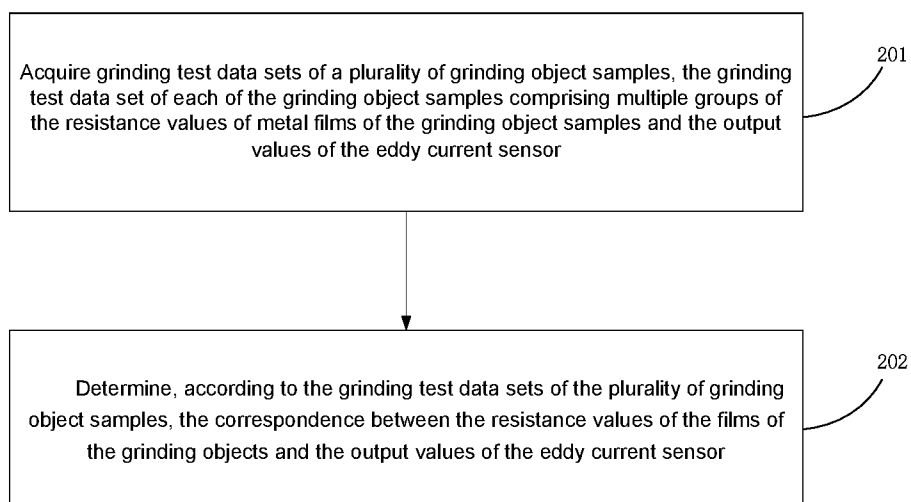 Acquire grinding test data sets of a plurality of grinding object samples, the grinding
test data set of each of the grinding object samples comprising multiple groups of
the resistance values of metal films of the grinding object samples and the output
values of the eddy current sensor
201
Determine, according to the grinding test data sets of the plurality of grinding
object samples, the correspondence between the resistance values of the films of
the grinding objects and the output values of the eddy current sensor
202